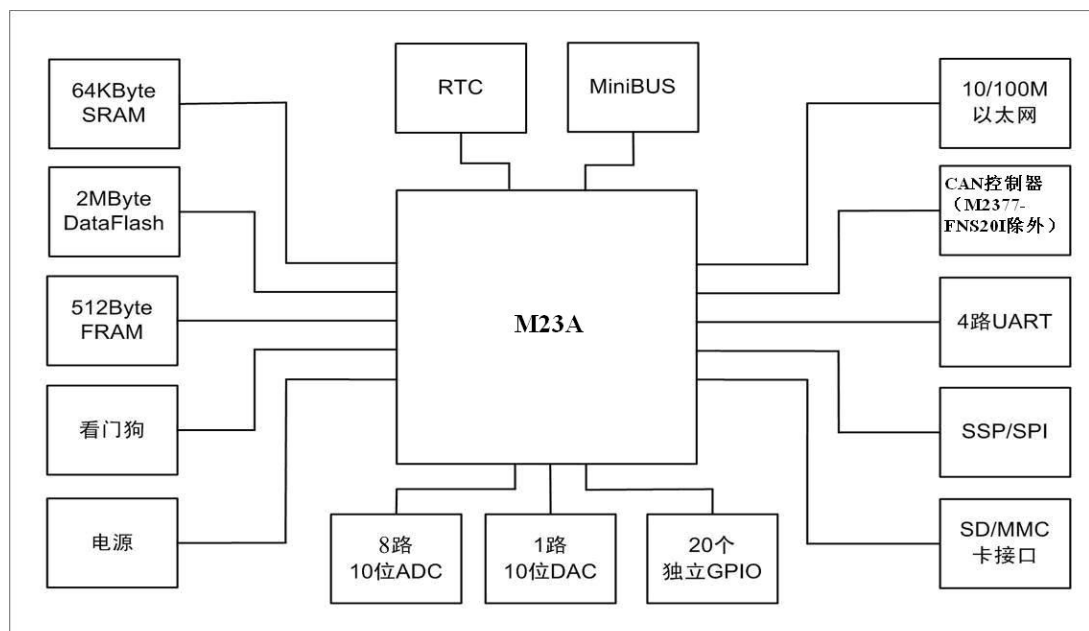 64KByte
SRAM
RTC
MiniBUS
10/100M
以太网
2MByte
DataFlash
CAN控制器
（M2377-
FNS20I除外）
512Byte
FRAM
M23A
4路UART
看门狗
SSP/SPI
电源
8路
10位ADC
1路
10位DAC
20个
独立GPIO
SD/MMC
卡接口